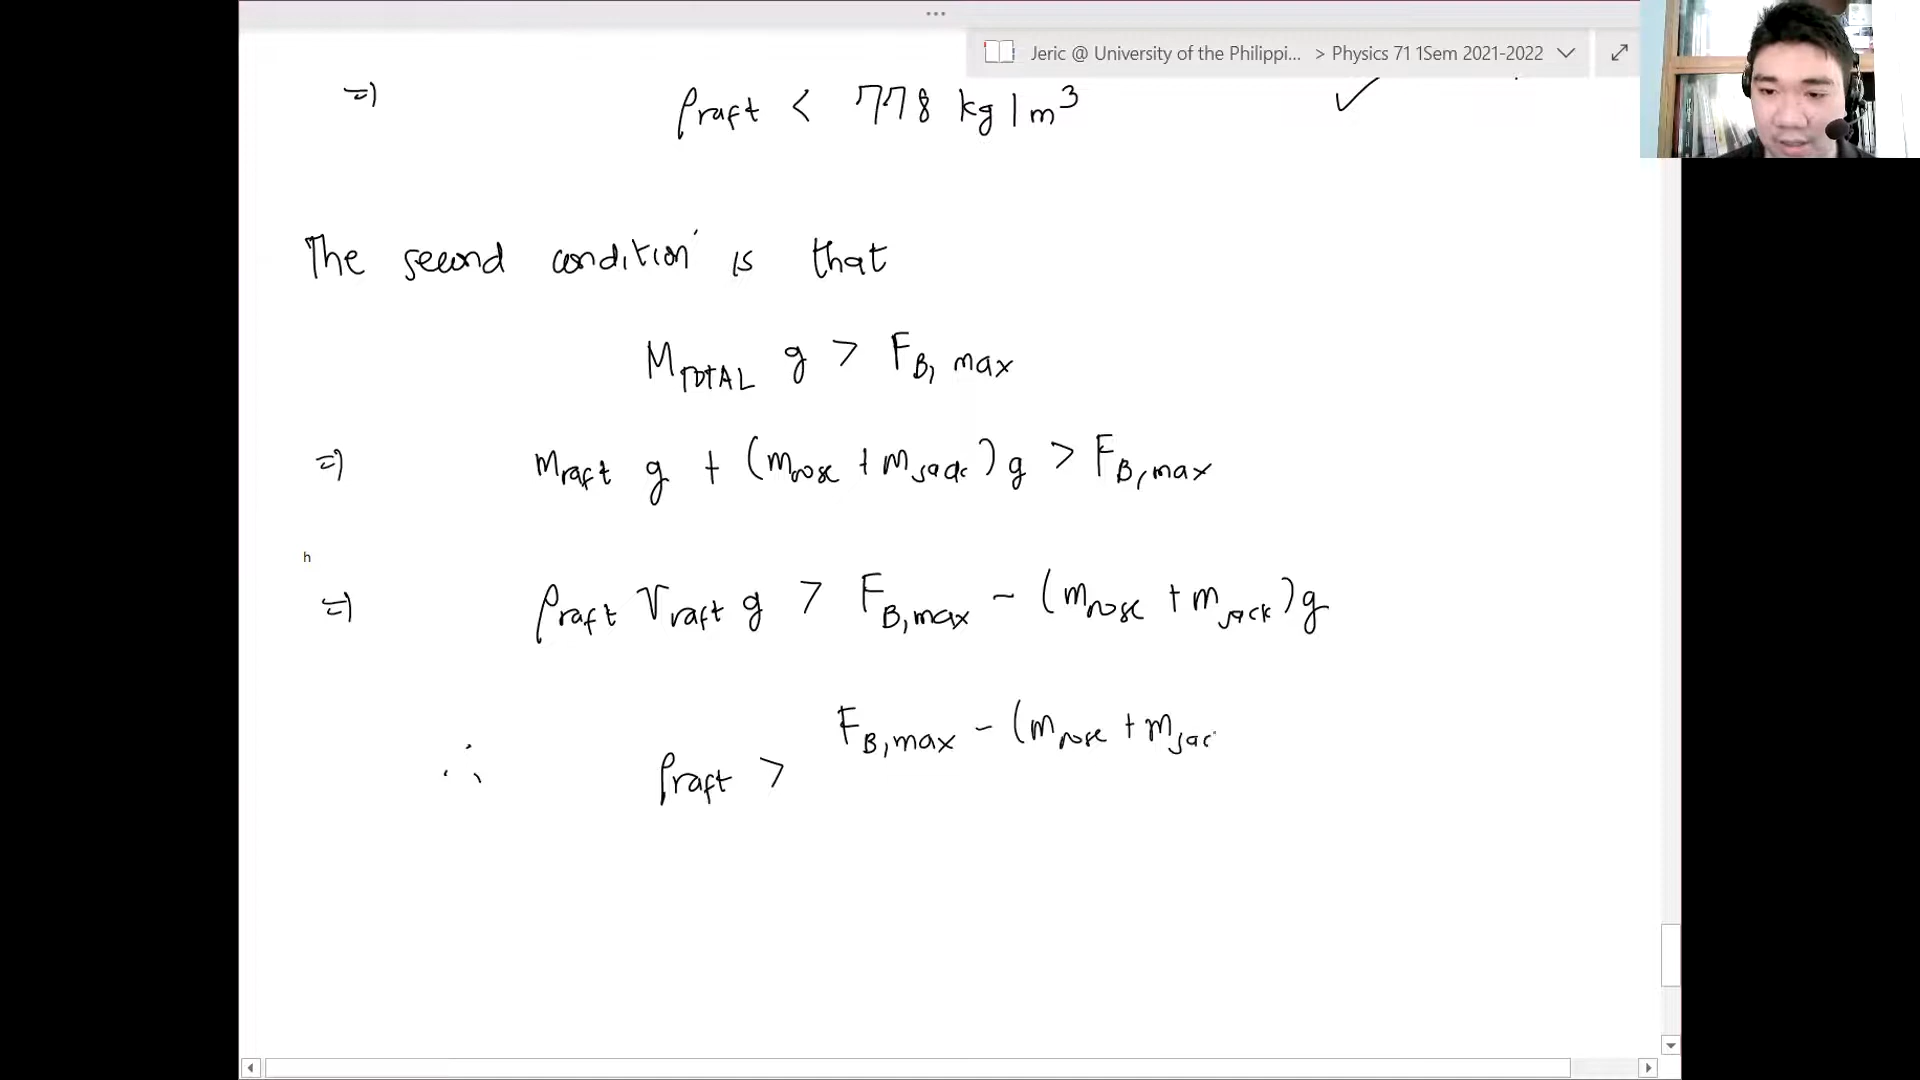 ...
Jeric @ University of the Philippi... > Physics 71 1Sem 2021-2022
⇒ ρraft < 778 kg/m³ ✓
The second condition is that
MTOTAL g > FB, max
⇒ mraft g + (mrose + mjack)g > FB,max
h
⇒ ρraft Vraft g > FB,max - (mrose + mjack)g
∴ ρraft > FB,max - (mrose + mjac